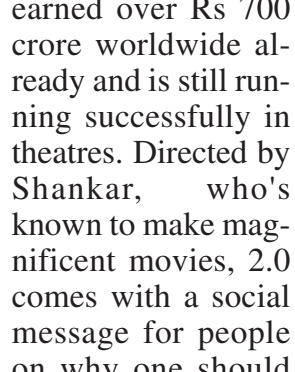 earned over Rs 700
crore worldwide al-
ready and is still run-
ning successfully in
theatres. Directed by
Shankar, who's
known to make mag-
nificent movies, 2.0
comes with a social
message for people
on why one should